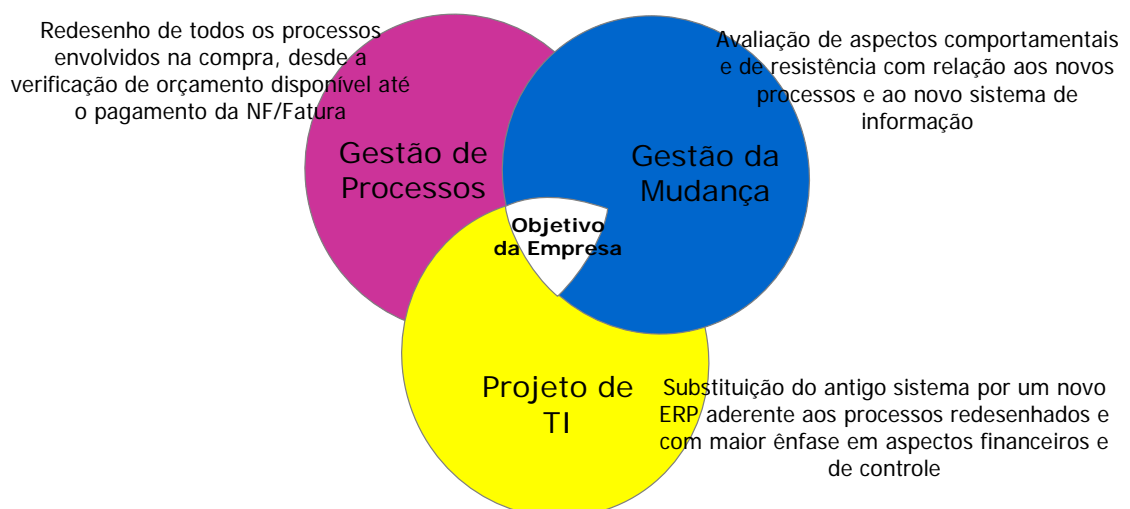 Redesenho de todos os processos
envolvidos na compra, desde a
verificação de orçamento disponível até
o pagamento da NF/Fatura
Avaliação de aspectos comportamentais
e de resistência com relação aos novos
processos e ao novo sistema de
informação
Gestão de
Processos
Gestão da
Mudança
Objetivo
da Empresa
Projeto de
TI
Substituição do antigo sistema por um novo
ERP aderente aos processos redesenhados e
com maior ênfase em aspectos financeiros e
de controle